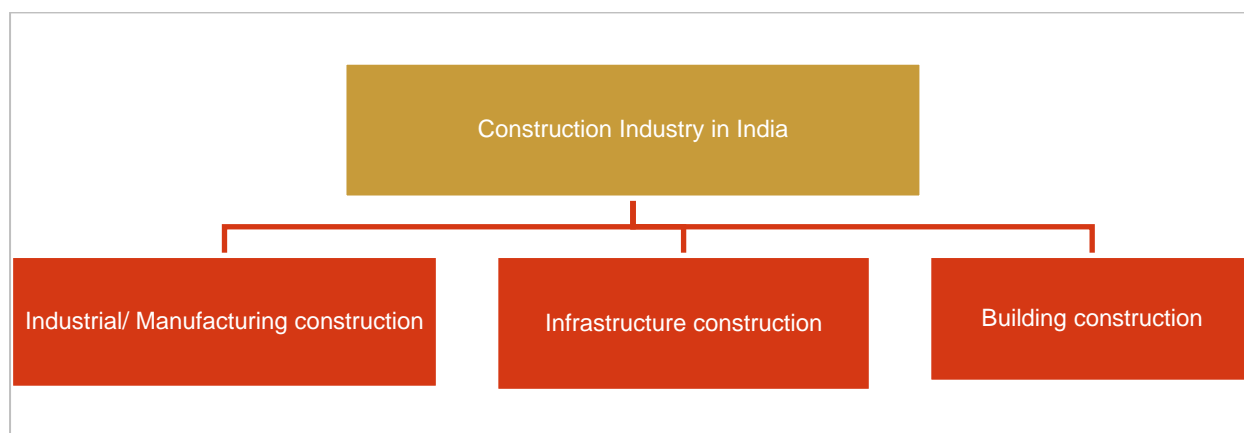 Construction Industry in India
Industrial/ Manufacturing construction
Infrastructure construction
Building construction